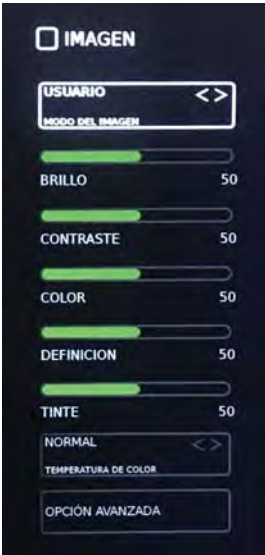 IMAGEN
USUARIO < >
MODO DEL IMAGEN
BRILLO 50
CONTRASTE 50
COLOR 50
DEFINICION 50
TINTE 50
NORMAL < >
TEMPERATURA DE COLOR
OPCIÓN AVANZADA